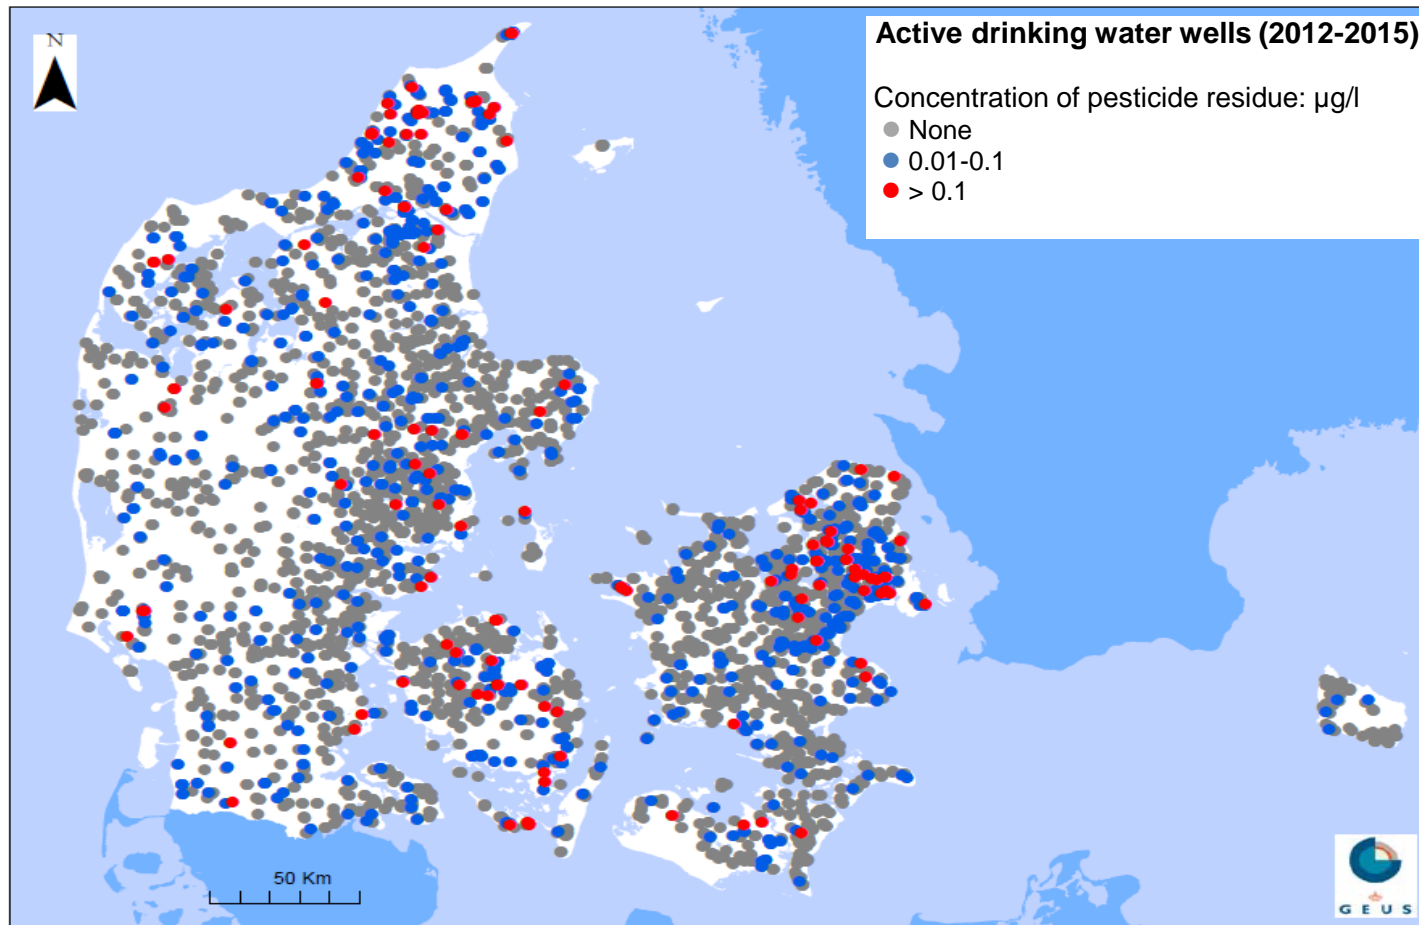 N
Active drinking water wells (2012-2015)
Concentration of pesticide residue: µg/l
None
0.01-0.1
> 0.1
50 Km
G E U S